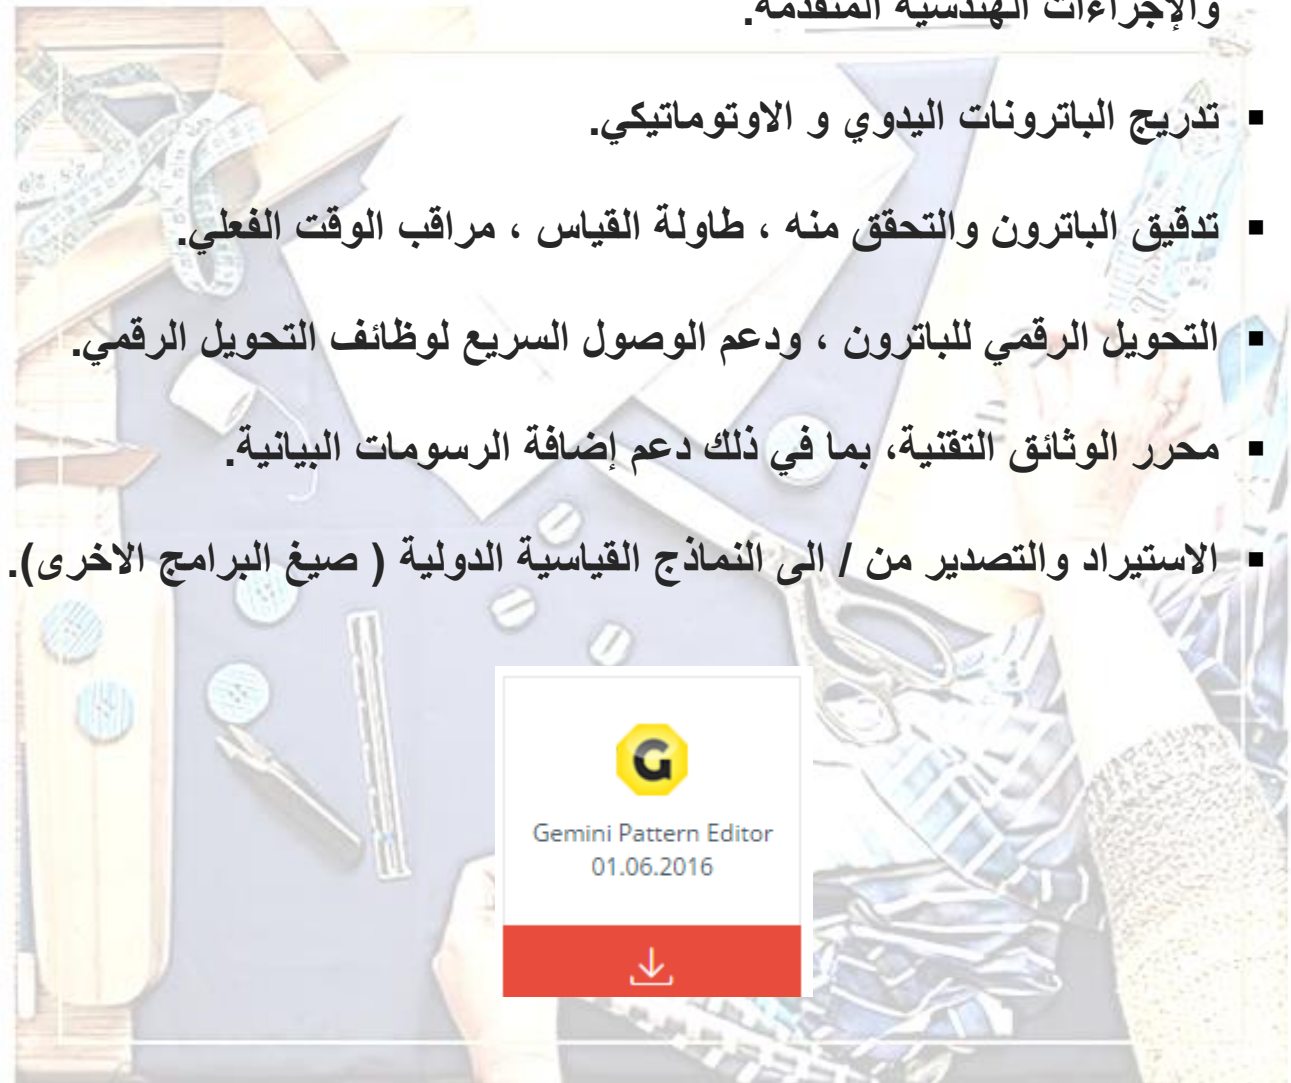 والإجراءات الهندسية المتقدمة.
▪ تدريج الباترونات اليدوي و الاوتوماتيكي.
▪ تدقيق الباترون والتحقق منه ، طاولة القياس ، مراقب الوقت الفعلي.
▪ التحويل الرقمي للباترون ، ودعم الوصول السريع لوظائف التحويل الرقمي.
▪ محرر الوثائق التقنية، بما في ذلك دعم إضافة الرسومات البيانية.
▪ الاستيراد والتصدير من / الى النماذج القياسية الدولية ( صيغ البرامج الاخرى).
G
Gemini Pattern Editor
01.06.2016